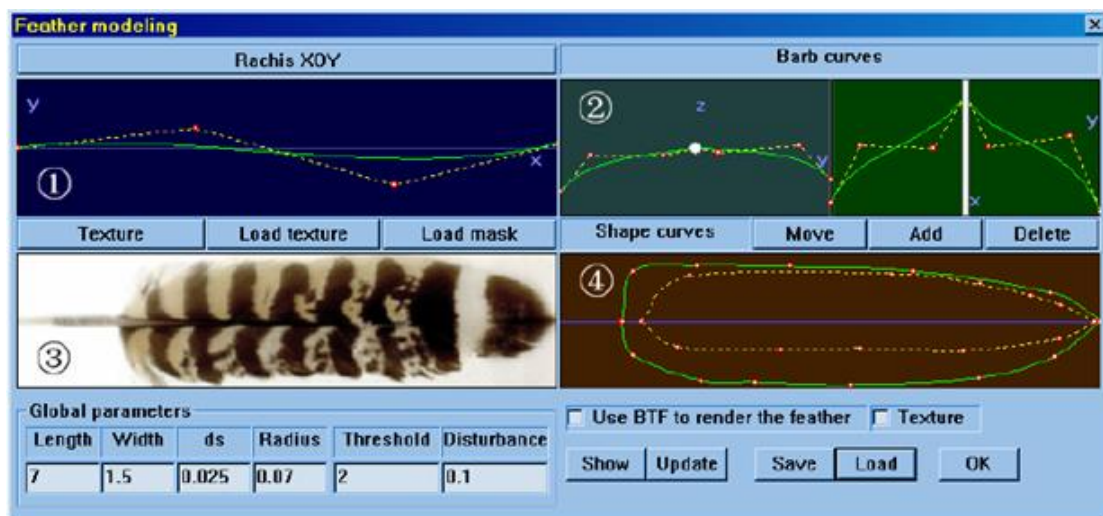 Feather modeling
Rachis XOY
Barb curves
y
x
①
②
z
y
y
x
Texture
Load texture
Load mask
Shape curves
Move
Add
Delete
③
④
Global parameters
Length Width ds Radius Threshold Disturbance
7 1.5 0.025 0.07 2 0.1
Use BTF to render the feather
Texture
Show Update Save Load OK